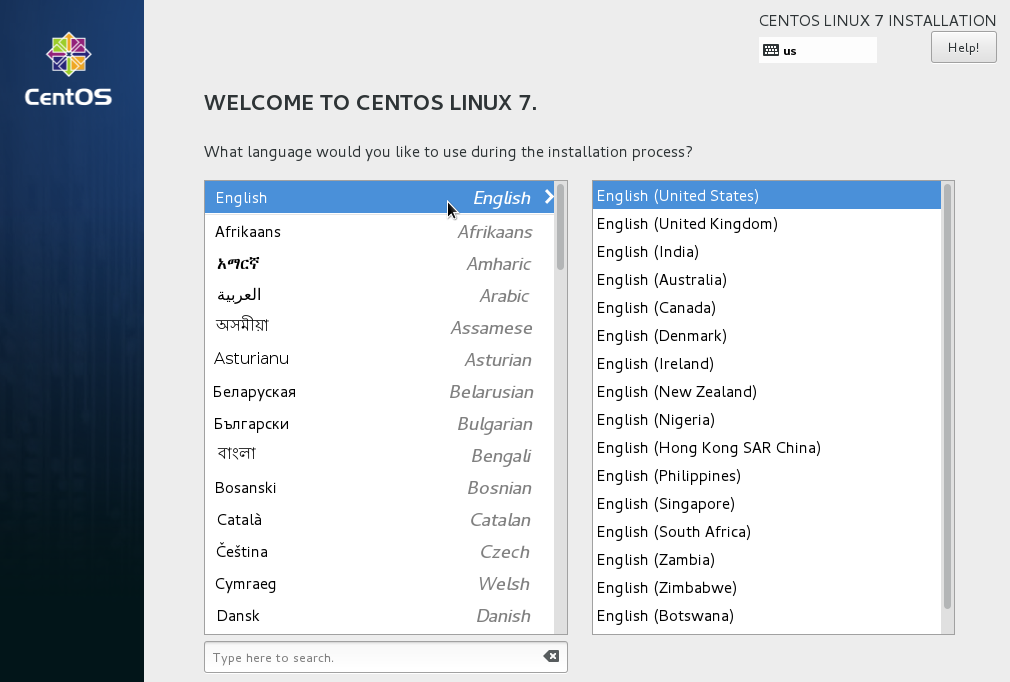 CentOS
CENTOS LINUX 7 INSTALLATION
us
Help!
WELCOME TO CENTOS LINUX 7.
What language would you like to use during the installation process?
English English
Afrikaans Afrikaans
አማርኛ Amharic
العربية Arabic
অসমীয়া Assamese
Asturianu Asturian
Беларуская Belarusian
Български Bulgarian
বাংলা Bengali
Bosanski Bosnian
Català Catalan
Čeština Czech
Cymraeg Welsh
Dansk Danish
Type here to search.
English (United States)
English (United Kingdom)
English (India)
English (Australia)
English (Canada)
English (Denmark)
English (Ireland)
English (New Zealand)
English (Nigeria)
English (Hong Kong SAR China)
English (Philippines)
English (Singapore)
English (South Africa)
English (Zambia)
English (Zimbabwe)
English (Botswana)